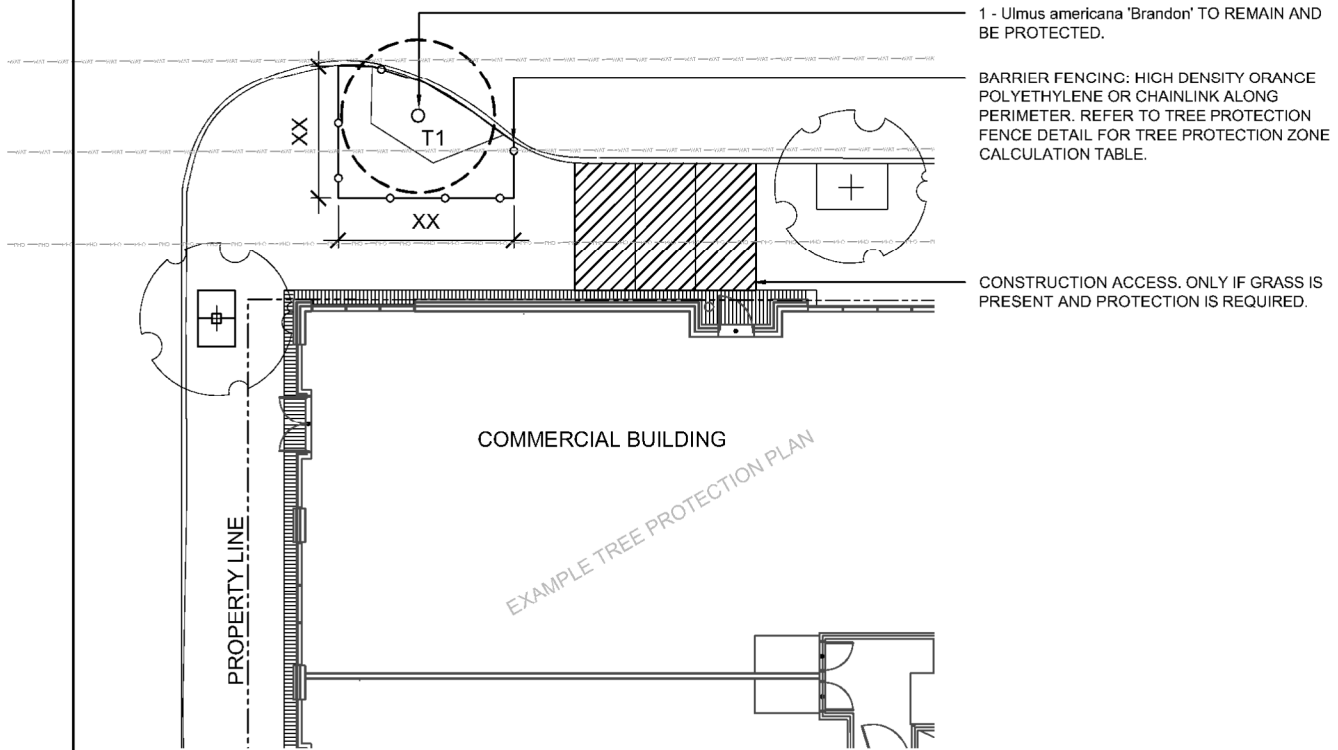 1 - Ulmus americana 'Brandon' TO REMAIN AND
BE PROTECTED.
BARRIER FENCING: HIGH DENSITY ORANGE
POLYETHYLENE OR CHAINLINK ALONG
PERIMETER. REFER TO TREE PROTECTION
FENCE DETAIL FOR TREE PROTECTION ZONE
CALCULATION TABLE.
XX
T1
XX
CONSTRUCTION ACCESS. ONLY IF GRASS IS
PRESENT AND PROTECTION IS REQUIRED.
COMMERCIAL BUILDING
EXAMPLE TREE PROTECTION PLAN
PROPERTY LINE